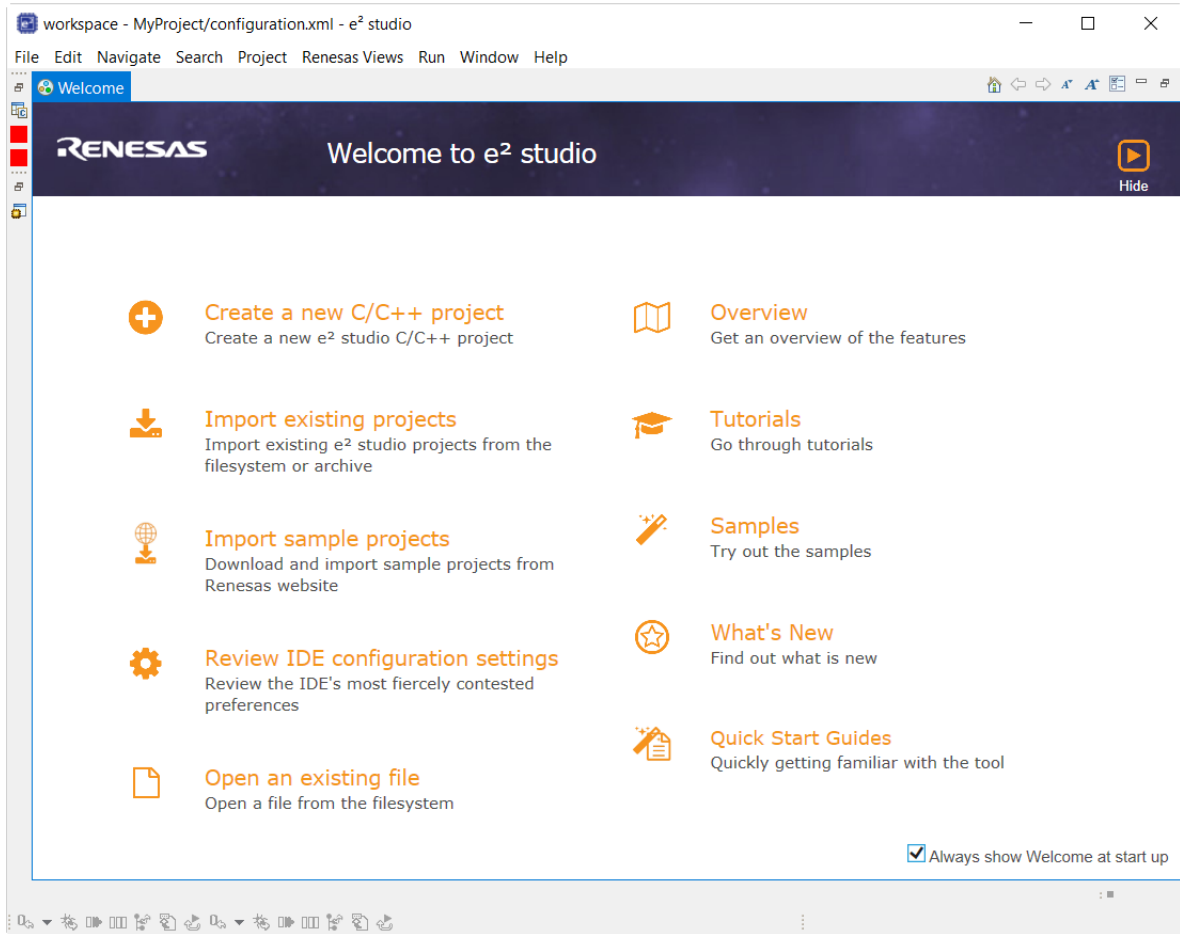 workspace - MyProject/configuration.xml - e² studio
File Edit Navigate Search Project Renesas Views Run Window Help
Welcome
RENESAS
Welcome to e² studio
Hide
Create a new C/C++ project
Create a new e² studio C/C++ project
Overview
Get an overview of the features
Import existing projects
Import existing e² studio projects from the
filesystem or archive
Tutorials
Go through tutorials
Import sample projects
Download and import sample projects from
Renesas website
Samples
Try out the samples
Review IDE configuration settings
Review the IDE's most fiercely contested
preferences
What's New
Find out what is new
Open an existing file
Open a file from the filesystem
Quick Start Guides
Quickly getting familiar with the tool
Always show Welcome at start up